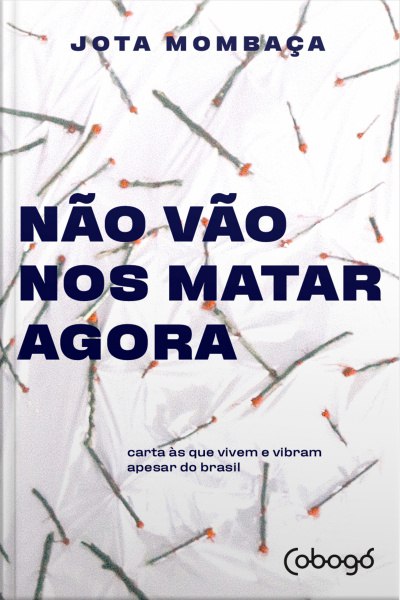 JOTA MOMBAÇA
NÃO VÃO
NOS MATAR
AGORA
carta às que vivem e vibram
apesar do brasil
Cobogó